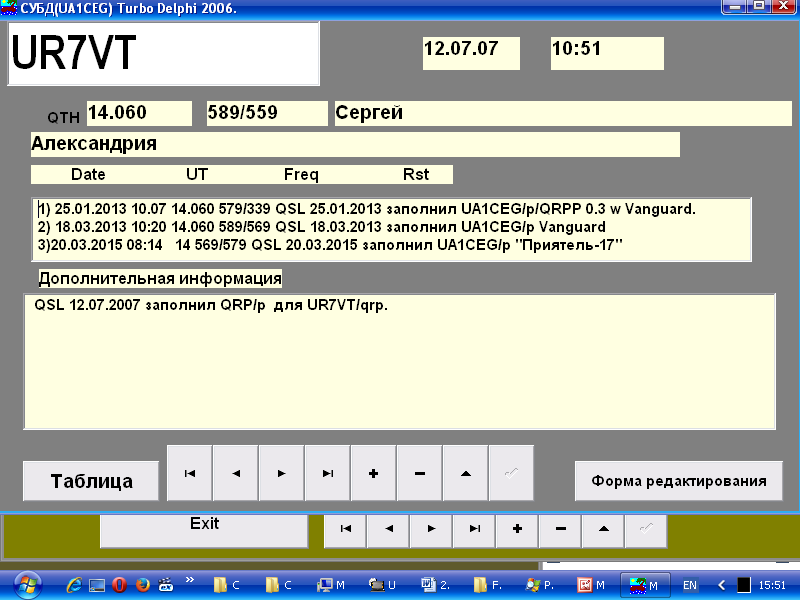 СУБД(UA1CEG) Turbo Delphi 2006.
UR7VT
12.07.07 10:51
QTH 14.060 589/559 Сергей
Александрия
Date UT Freq Rst
1) 25.01.2013 10.07 14.060 579/339 QSL 25.01.2013 заполнил UA1CEG/p/QRPP 0.3 w Vanguard.
2) 18.03.2013 10:20 14.060 589/569 QSL 18.03.2013 заполнил UA1CEG/p Vanguard
3)20.03.2015 08:14 14 569/579 QSL 20.03.2015 заполнил UA1CEG/p "Приятель-17"
Дополнительная информация
QSL 12.07.2007 заполнил QRP/p для UR7VT/qrp.
Таблица
Форма редактирования
Exit
C C M U 2. F. P. M M EN 15:51